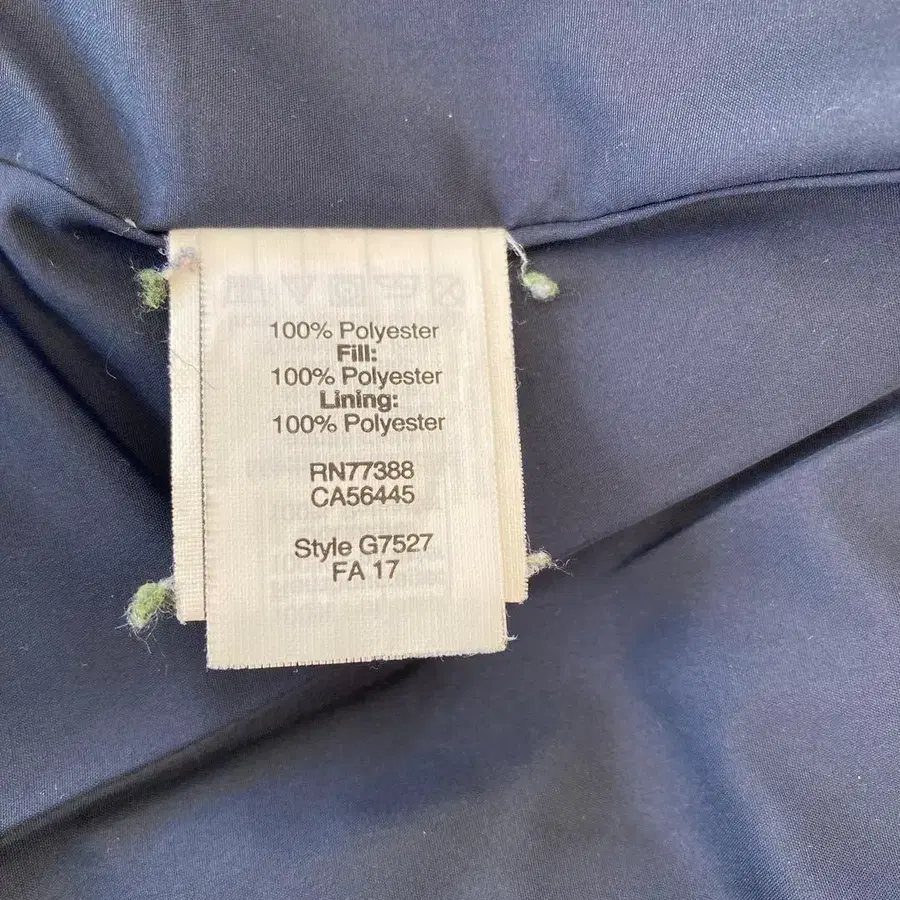 100% Polyester
Fill:
100% Polyester
Lining:
100% Polyester
RN77388
CA56445
Style G7527
FA 17